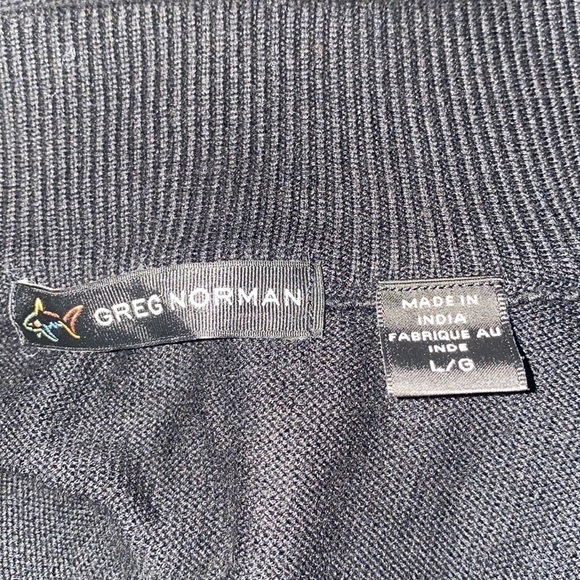 GREG NORMAN
MADE IN
INDIA
FABRIQUE AU
INDE
L/G